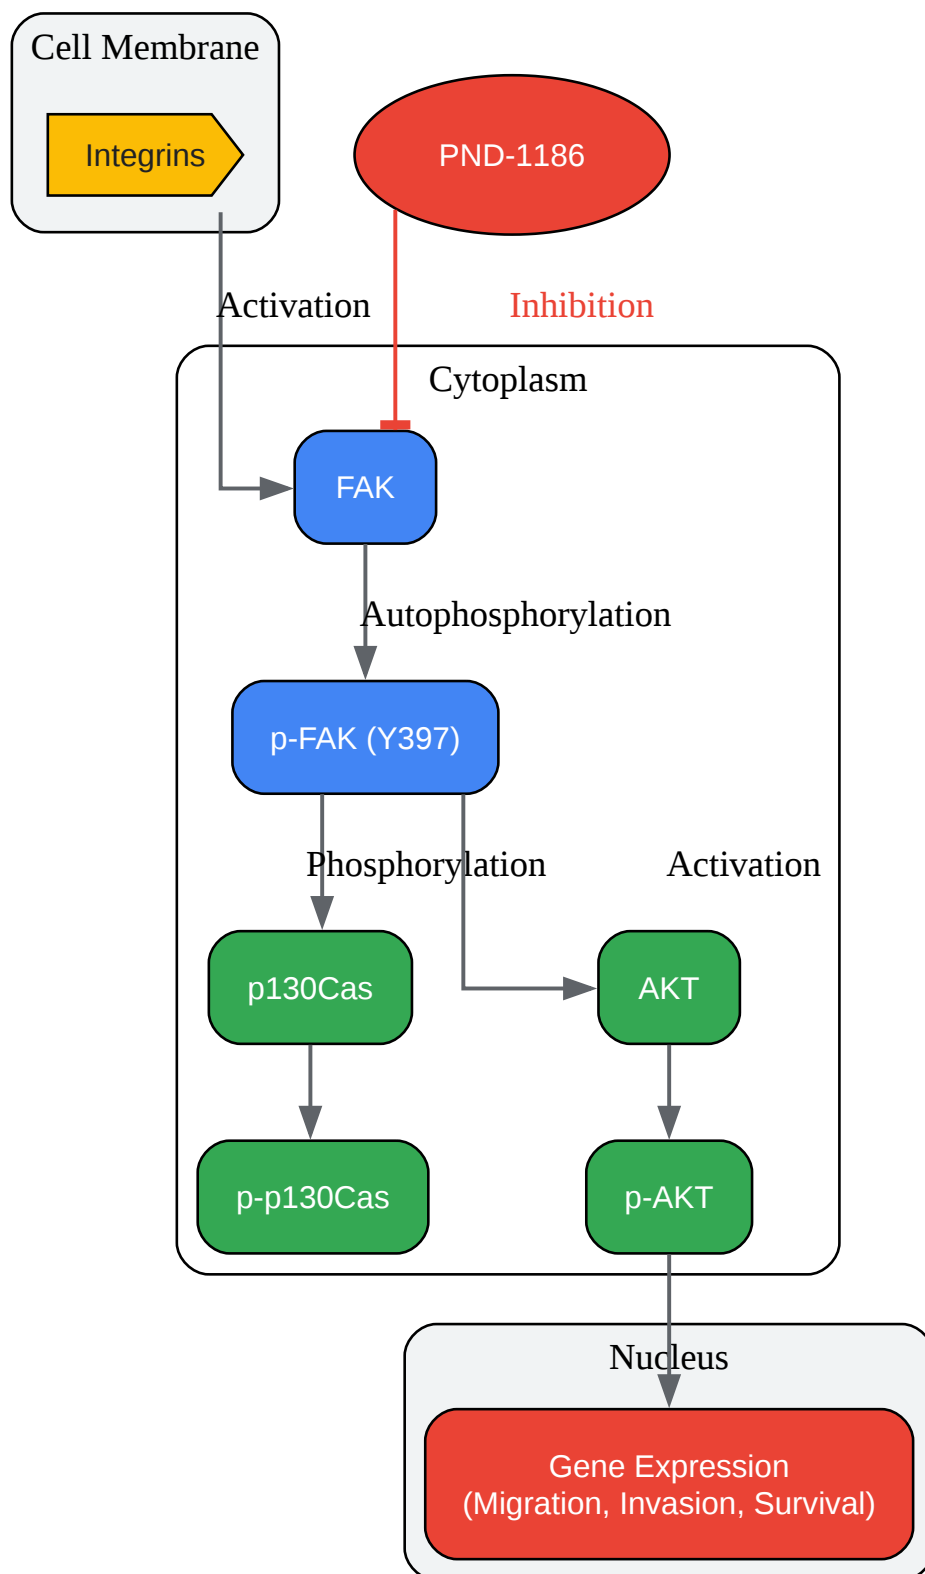 Cell Membrane
Integrins
PND-1186
Activation
Inhibition
Cytoplasm
FAK
Autophosphorylation
p-FAK (Y397)
Phosphorylation
Activation
p130Cas
AKT
p-p130Cas
p-AKT
Nucleus
Gene Expression
(Migration, Invasion, Survival)